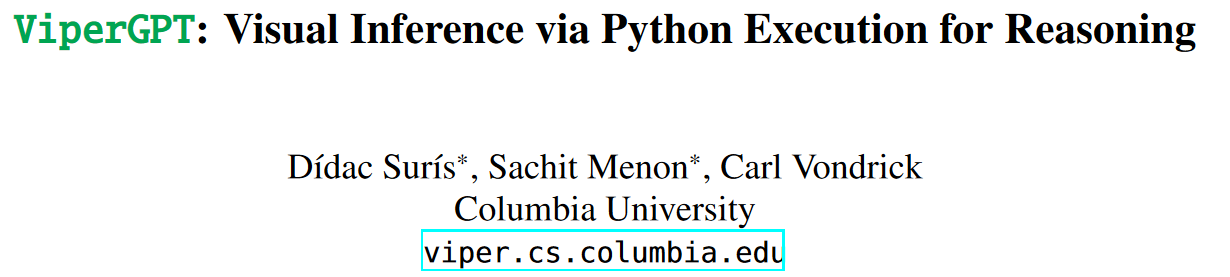 ViperGPT: Visual Inference via Python Execution for Reasoning
Dídac Surís*, Sachit Menon*, Carl Vondrick
Columbia University
viper.cs.columbia.edu